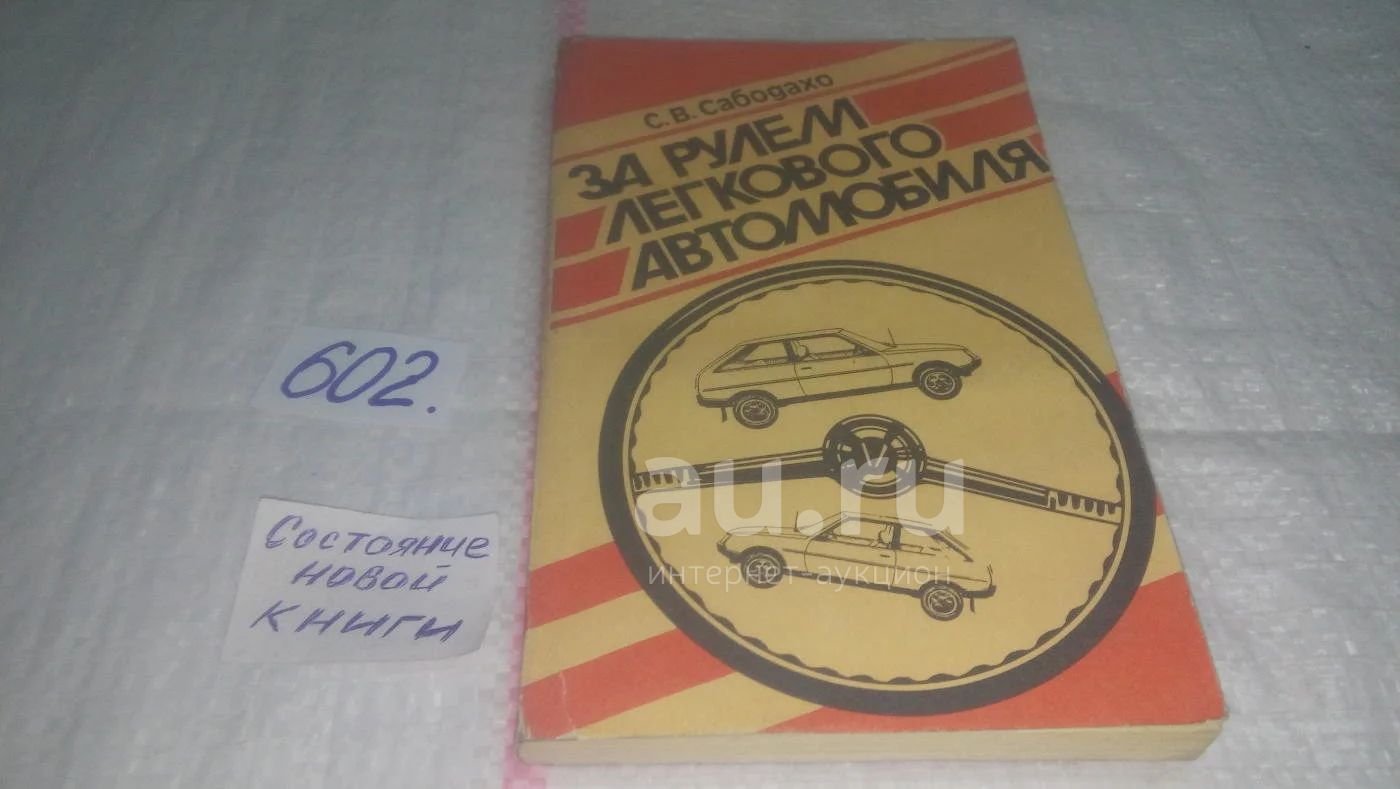 С. В. Сабодахо
ЗА РУЛЕМ
ЛЕГКОВОГО
АВТОМОБИЛЯ
602.
Состояние
новой
книги
au.ru
интернет аукцион